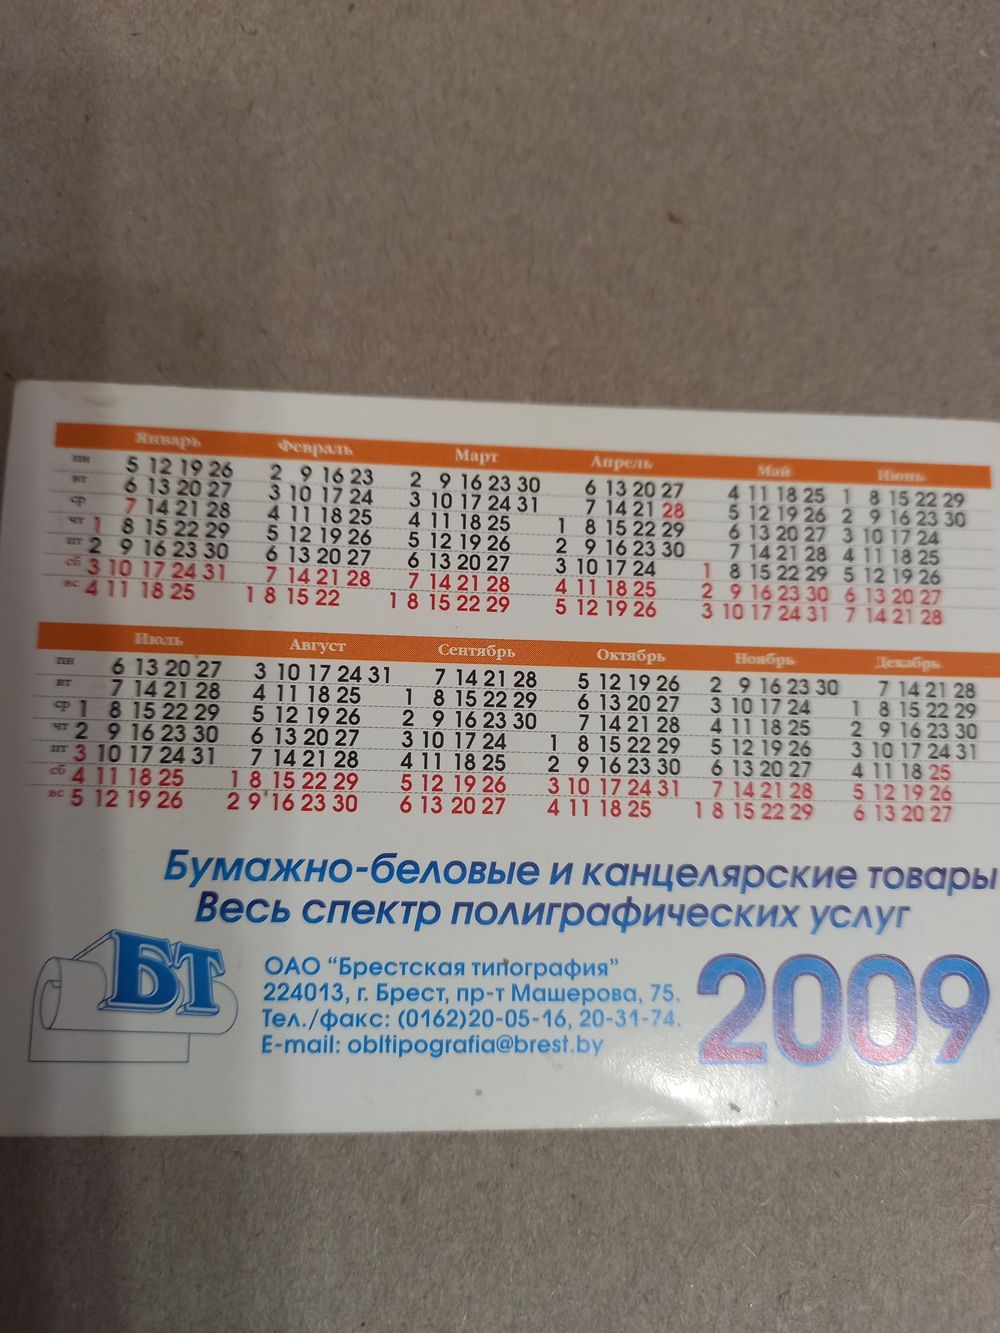 Январь Февраль Март Апрель Май Июнь
пн 5 12 19 26 2 9 16 23 2 9 16 23 30 6 13 20 27 4 11 18 25 1 8 15 22 29
вт 6 13 20 27 3 10 17 24 3 10 17 24 31 7 14 21 28 5 12 19 26 2 9 16 23 30
ср 7 14 21 28 4 11 18 25 4 11 18 25 1 8 15 22 29 6 13 20 27 3 10 17 24
чт 1 8 15 22 29 5 12 19 26 5 12 19 26 2 9 16 23 30 7 14 21 28 4 11 18 25
пт 2 9 16 23 30 6 13 20 27 6 13 20 27 3 10 17 24 1 8 15 22 29 5 12 19 26
сб 3 10 17 24 31 7 14 21 28 7 14 21 28 4 11 18 25 2 9 16 23 30 6 13 20 27
вс 4 11 18 25 1 8 15 22 1 8 15 22 29 5 12 19 26 3 10 17 24 31 7 14 21 28
Июль Август Сентябрь Октябрь Ноябрь Декабрь
пн 6 13 20 27 3 10 17 24 31 7 14 21 28 5 12 19 26 2 9 16 23 30 7 14 21 28
вт 7 14 21 28 4 11 18 25 1 8 15 22 29 6 13 20 27 3 10 17 24 1 8 15 22 29
ср 1 8 15 22 29 5 12 19 26 2 9 16 23 30 7 14 21 28 4 11 18 25 2 9 16 23 30
чт 2 9 16 23 30 6 13 20 27 3 10 17 24 1 8 15 22 29 5 12 19 26 3 10 17 24 31
пт 3 10 17 24 31 7 14 21 28 4 11 18 25 2 9 16 23 30 6 13 20 27 4 11 18 25
сб 4 11 18 25 1 8 15 22 29 5 12 19 26 3 10 17 24 31 7 14 21 28 5 12 19 26
вс 5 12 19 26 2 9 16 23 30 6 13 20 27 4 11 18 25 1 8 15 22 29 6 13 20 27
Бумажно-беловые и канцелярские товары
Весь спектр полиграфических услуг
БТ
ОАО "Брестская типография"
224013, г. Брест, пр-т Машерова, 75.
Тел./факс: (0162)20-05-16, 20-31-74.
E-mail: obltipografia@brest.by
2009